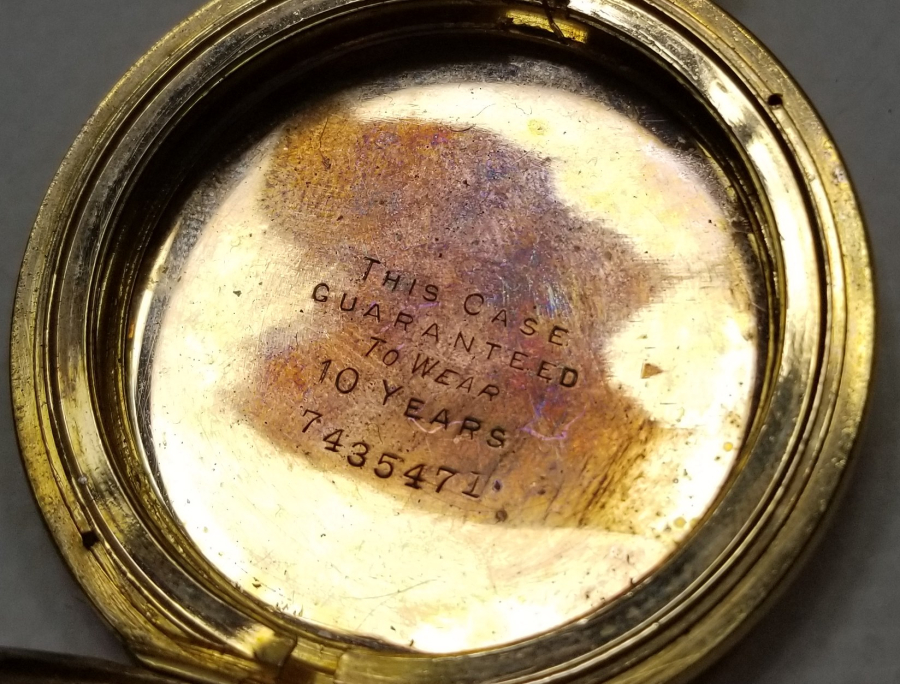 THIS CASE
GUARANTEED
TO WEAR
10 YEARS
7435471